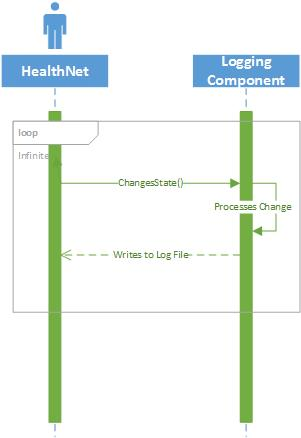 HealthNet
Logging
Component
loop
Infinite
ChangesState()
Processes Change
Writes to Log File